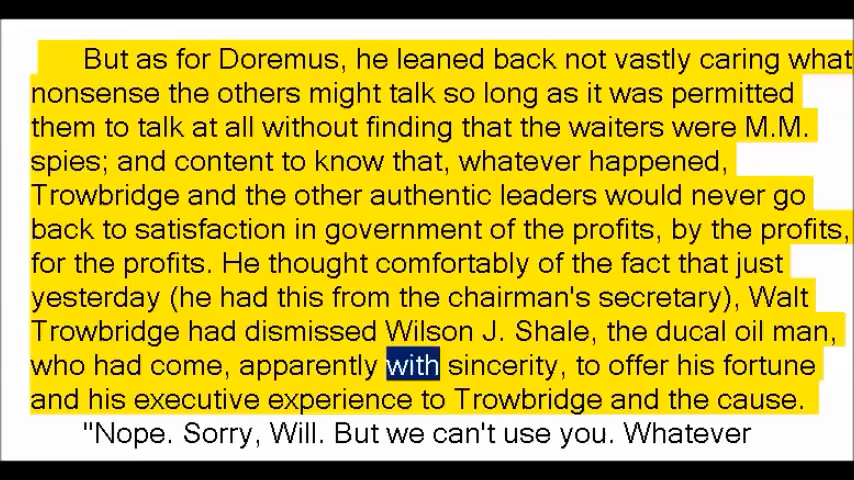 But as for Doremus, he leaned back not vastly caring what
nonsense the others might talk so long as it was permitted
them to talk at all without finding that the waiters were M.M.
spies; and content to know that, whatever happened,
Trowbridge and the other authentic leaders would never go
back to satisfaction in government of the profits, by the profits,
for the profits. He thought comfortably of the fact that just
yesterday (he had this from the chairman's secretary), Walt
Trowbridge had dismissed Wilson J. Shale, the ducal oil man,
who had come, apparently with sincerity, to offer his fortune
and his executive experience to Trowbridge and the cause.
"Nope. Sorry, Will. But we can't use you. Whatever